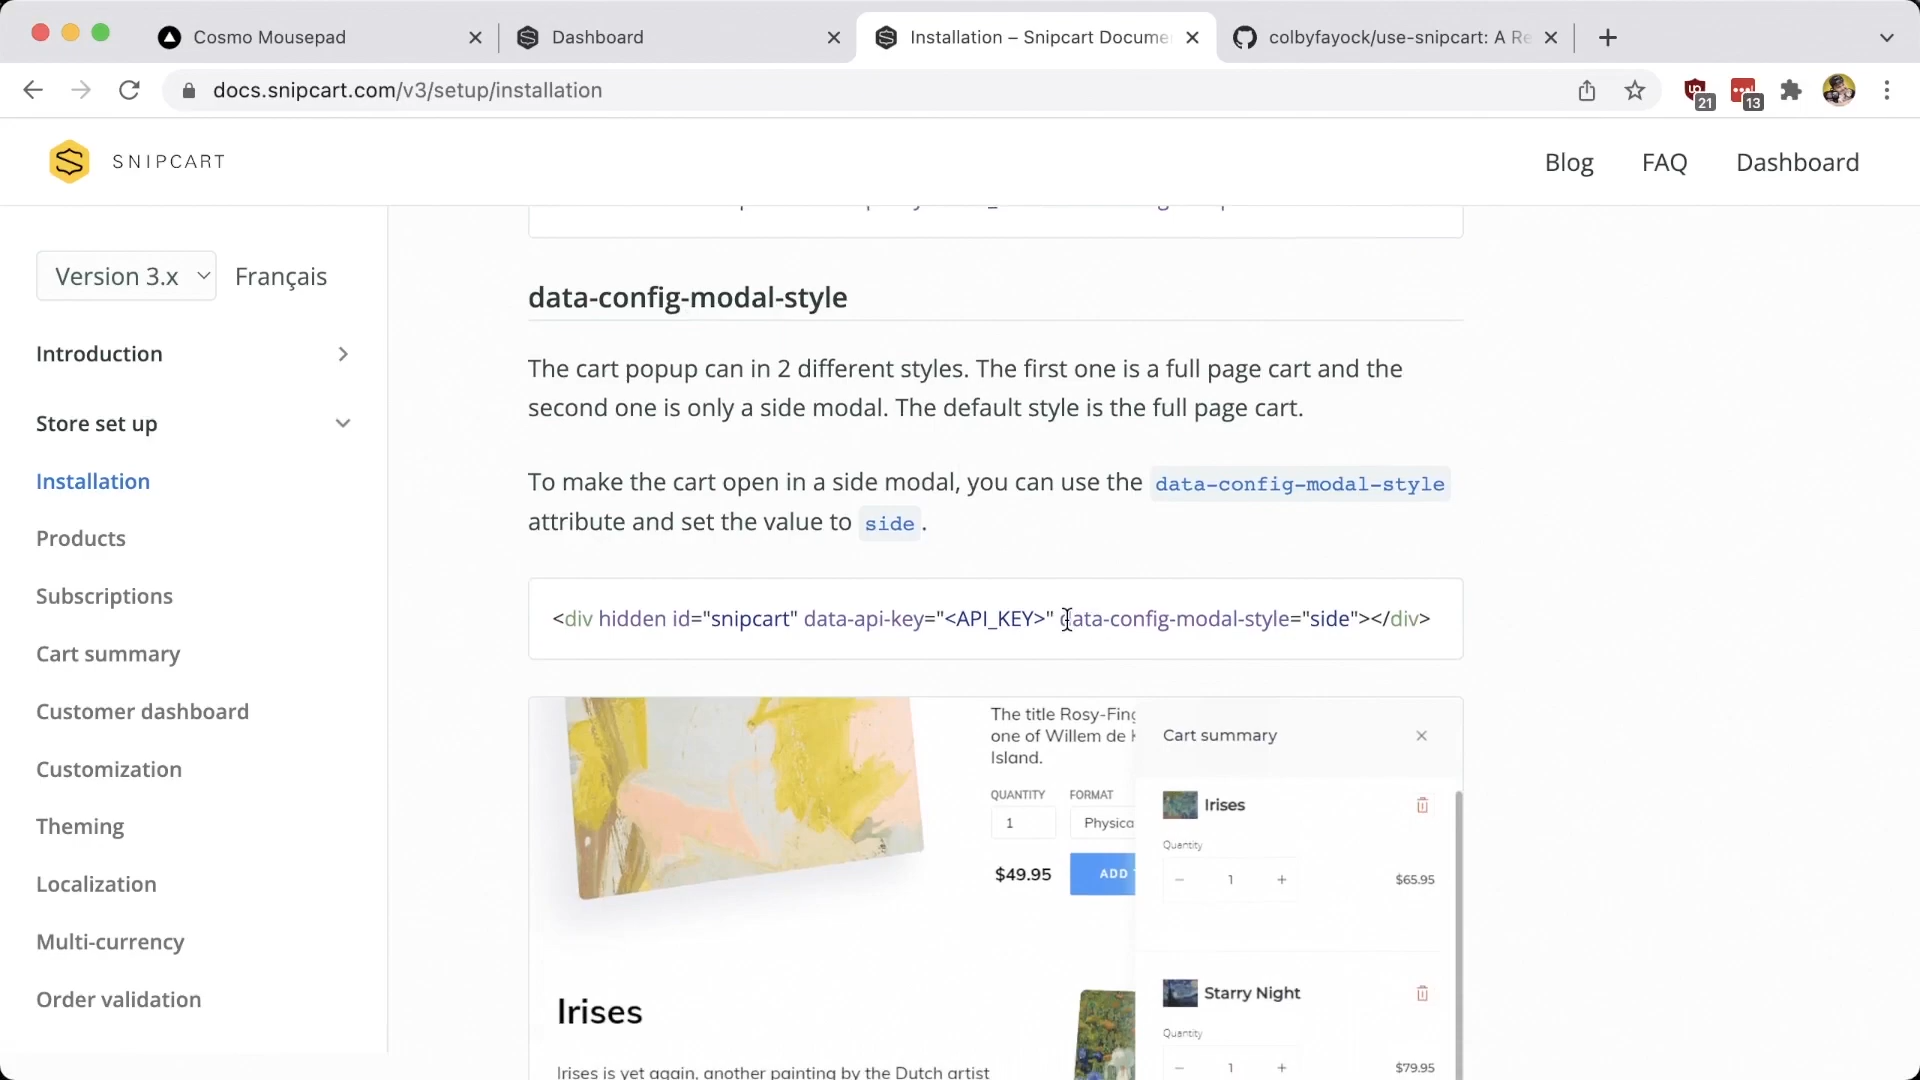 Cosmo Mousepad
Dashboard
Installation – Snipcart Docume
colbyfayock/use-snipcart: A Re
docs.snipcart.com/v3/setup/installation
21
13
SNIPCART
Blog
FAQ
Dashboard
Version 3.x
Français
Introduction
Store set up
Installation
Products
Subscriptions
Cart summary
Customer dashboard
Customization
Theming
Localization
Multi-currency
Order validation
data-config-modal-style
The cart popup can in 2 different styles. The first one is a full page cart and the
second one is only a side modal. The default style is the full page cart.
To make the cart open in a side modal, you can use the data-config-modal-style
attribute and set the value to side.
<div hidden id="snipcart" data-api-key="<API_KEY>" data-config-modal-style="side"></div>
The title Rosy-Fing
one of Willem de K
Island.
QUANTITY
FORMAT
1
Physica
$49.95
ADD
Irises
Irises is yet again, another painting by the Dutch artist
Cart summary
Irises
Quantity
− 1 +
$65.95
Starry Night
Quantity
− 1 +
$79.95